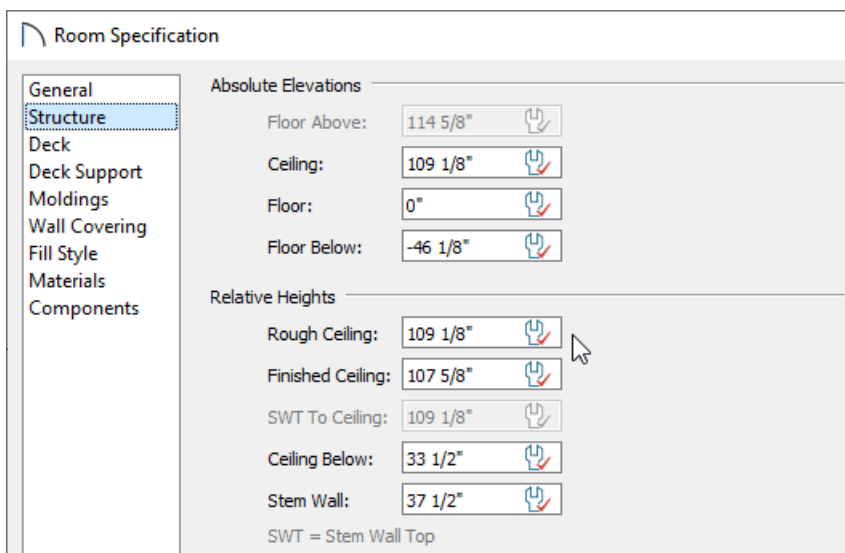 Room Specification
General
Structure
Deck
Deck Support
Moldings
Wall Covering
Fill Style
Materials
Components
Absolute Elevations
Floor Above: 114 5/8"
Ceiling: 109 1/8"
Floor: 0"
Floor Below: -46 1/8"
Relative Heights
Rough Ceiling: 109 1/8"
Finished Ceiling: 107 5/8"
SWT To Ceiling: 109 1/8"
Ceiling Below: 33 1/2"
Stem Wall: 37 1/2"
SWT = Stem Wall Top